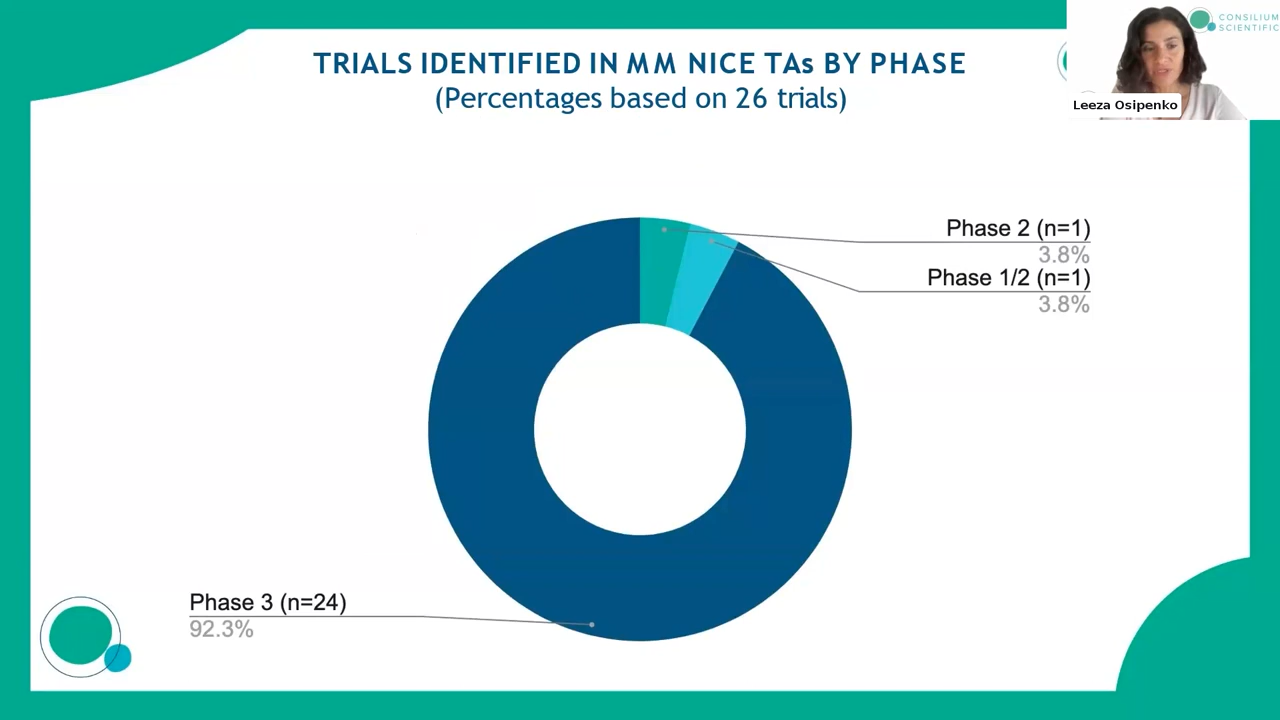 TRIALS IDENTIFIED IN MM NICE TAs BY PHASE
(Percentages based on 26 trials)
CONSILIUM
SCIENTIFIC
Leeza Osipenko
Phase 2 (n=1)
3.8%
Phase 1/2 (n=1)
3.8%
Phase 3 (n=24)
92.3%